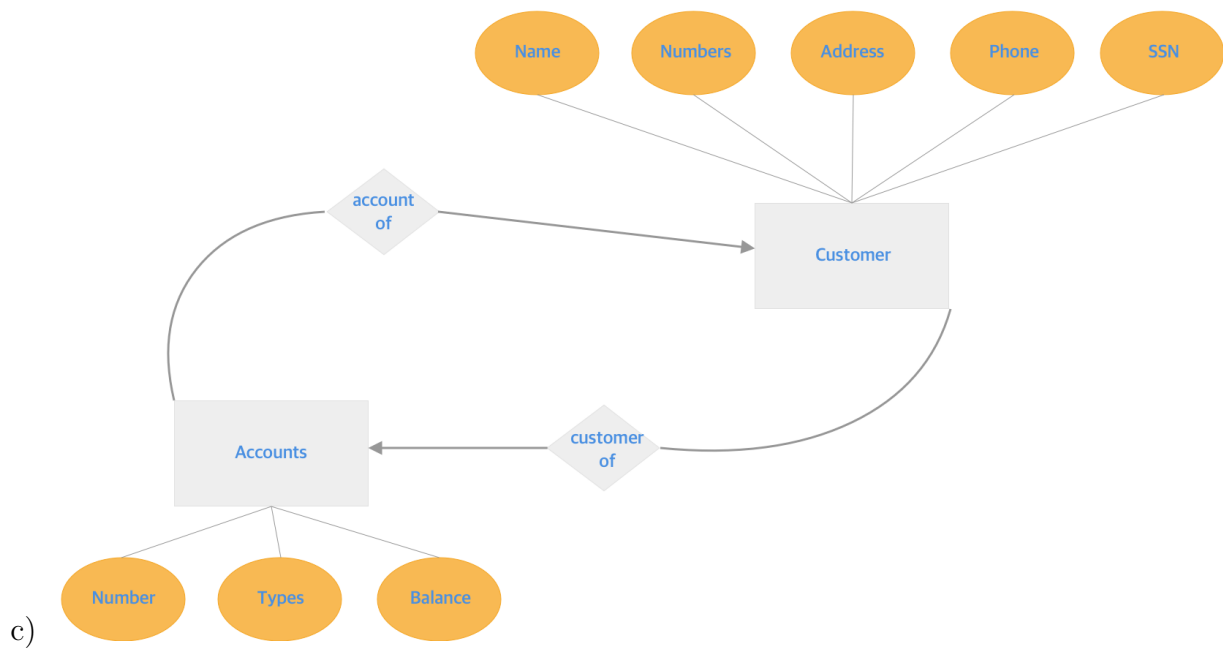 Name
Numbers
Address
Phone
SSN
account
of
Customer
customer
of
Accounts
Number
Types
Balance
c)